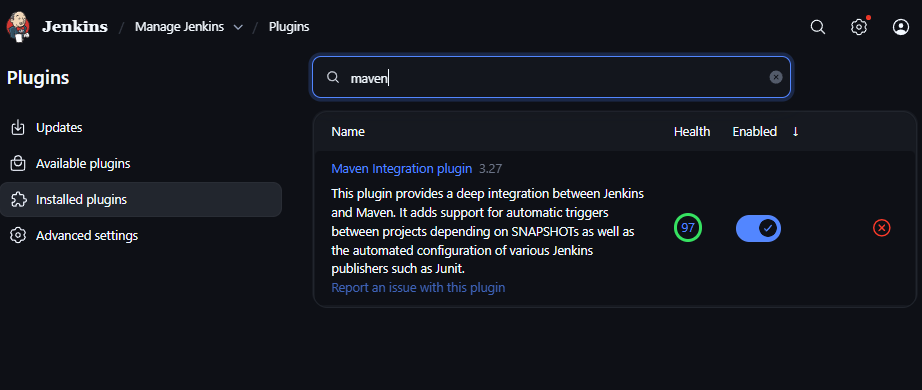 Jenkins / Manage Jenkins / Plugins
Plugins
Updates
Available plugins
Installed plugins
Advanced settings
maven
Name Health Enabled ↓
Maven Integration plugin 3.27
This plugin provides a deep integration between Jenkins
and Maven. It adds support for automatic triggers
between projects depending on SNAPSHOTs as well as
the automated configuration of various Jenkins
publishers such as Junit.
Report an issue with this plugin
97